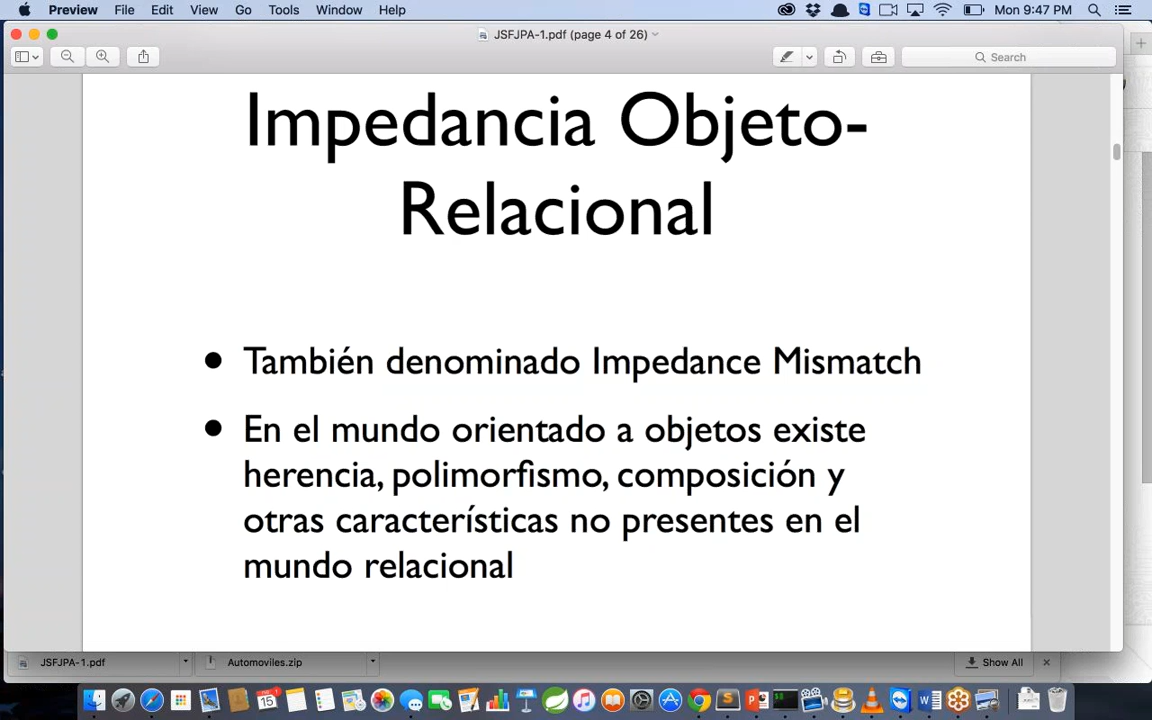 Preview File Edit View Go Tools Window Help Mon 9:47 PM
JSFJPA-1.pdf (page 4 of 26)
Search
Impedancia Objeto-
Relacional
• También denominado Impedance Mismatch
• En el mundo orientado a objetos existe
herencia, polimorfismo, composición y
otras características no presentes en el
mundo relacional
JSFJPA-1.pdf Automoviles.zip Show All
15